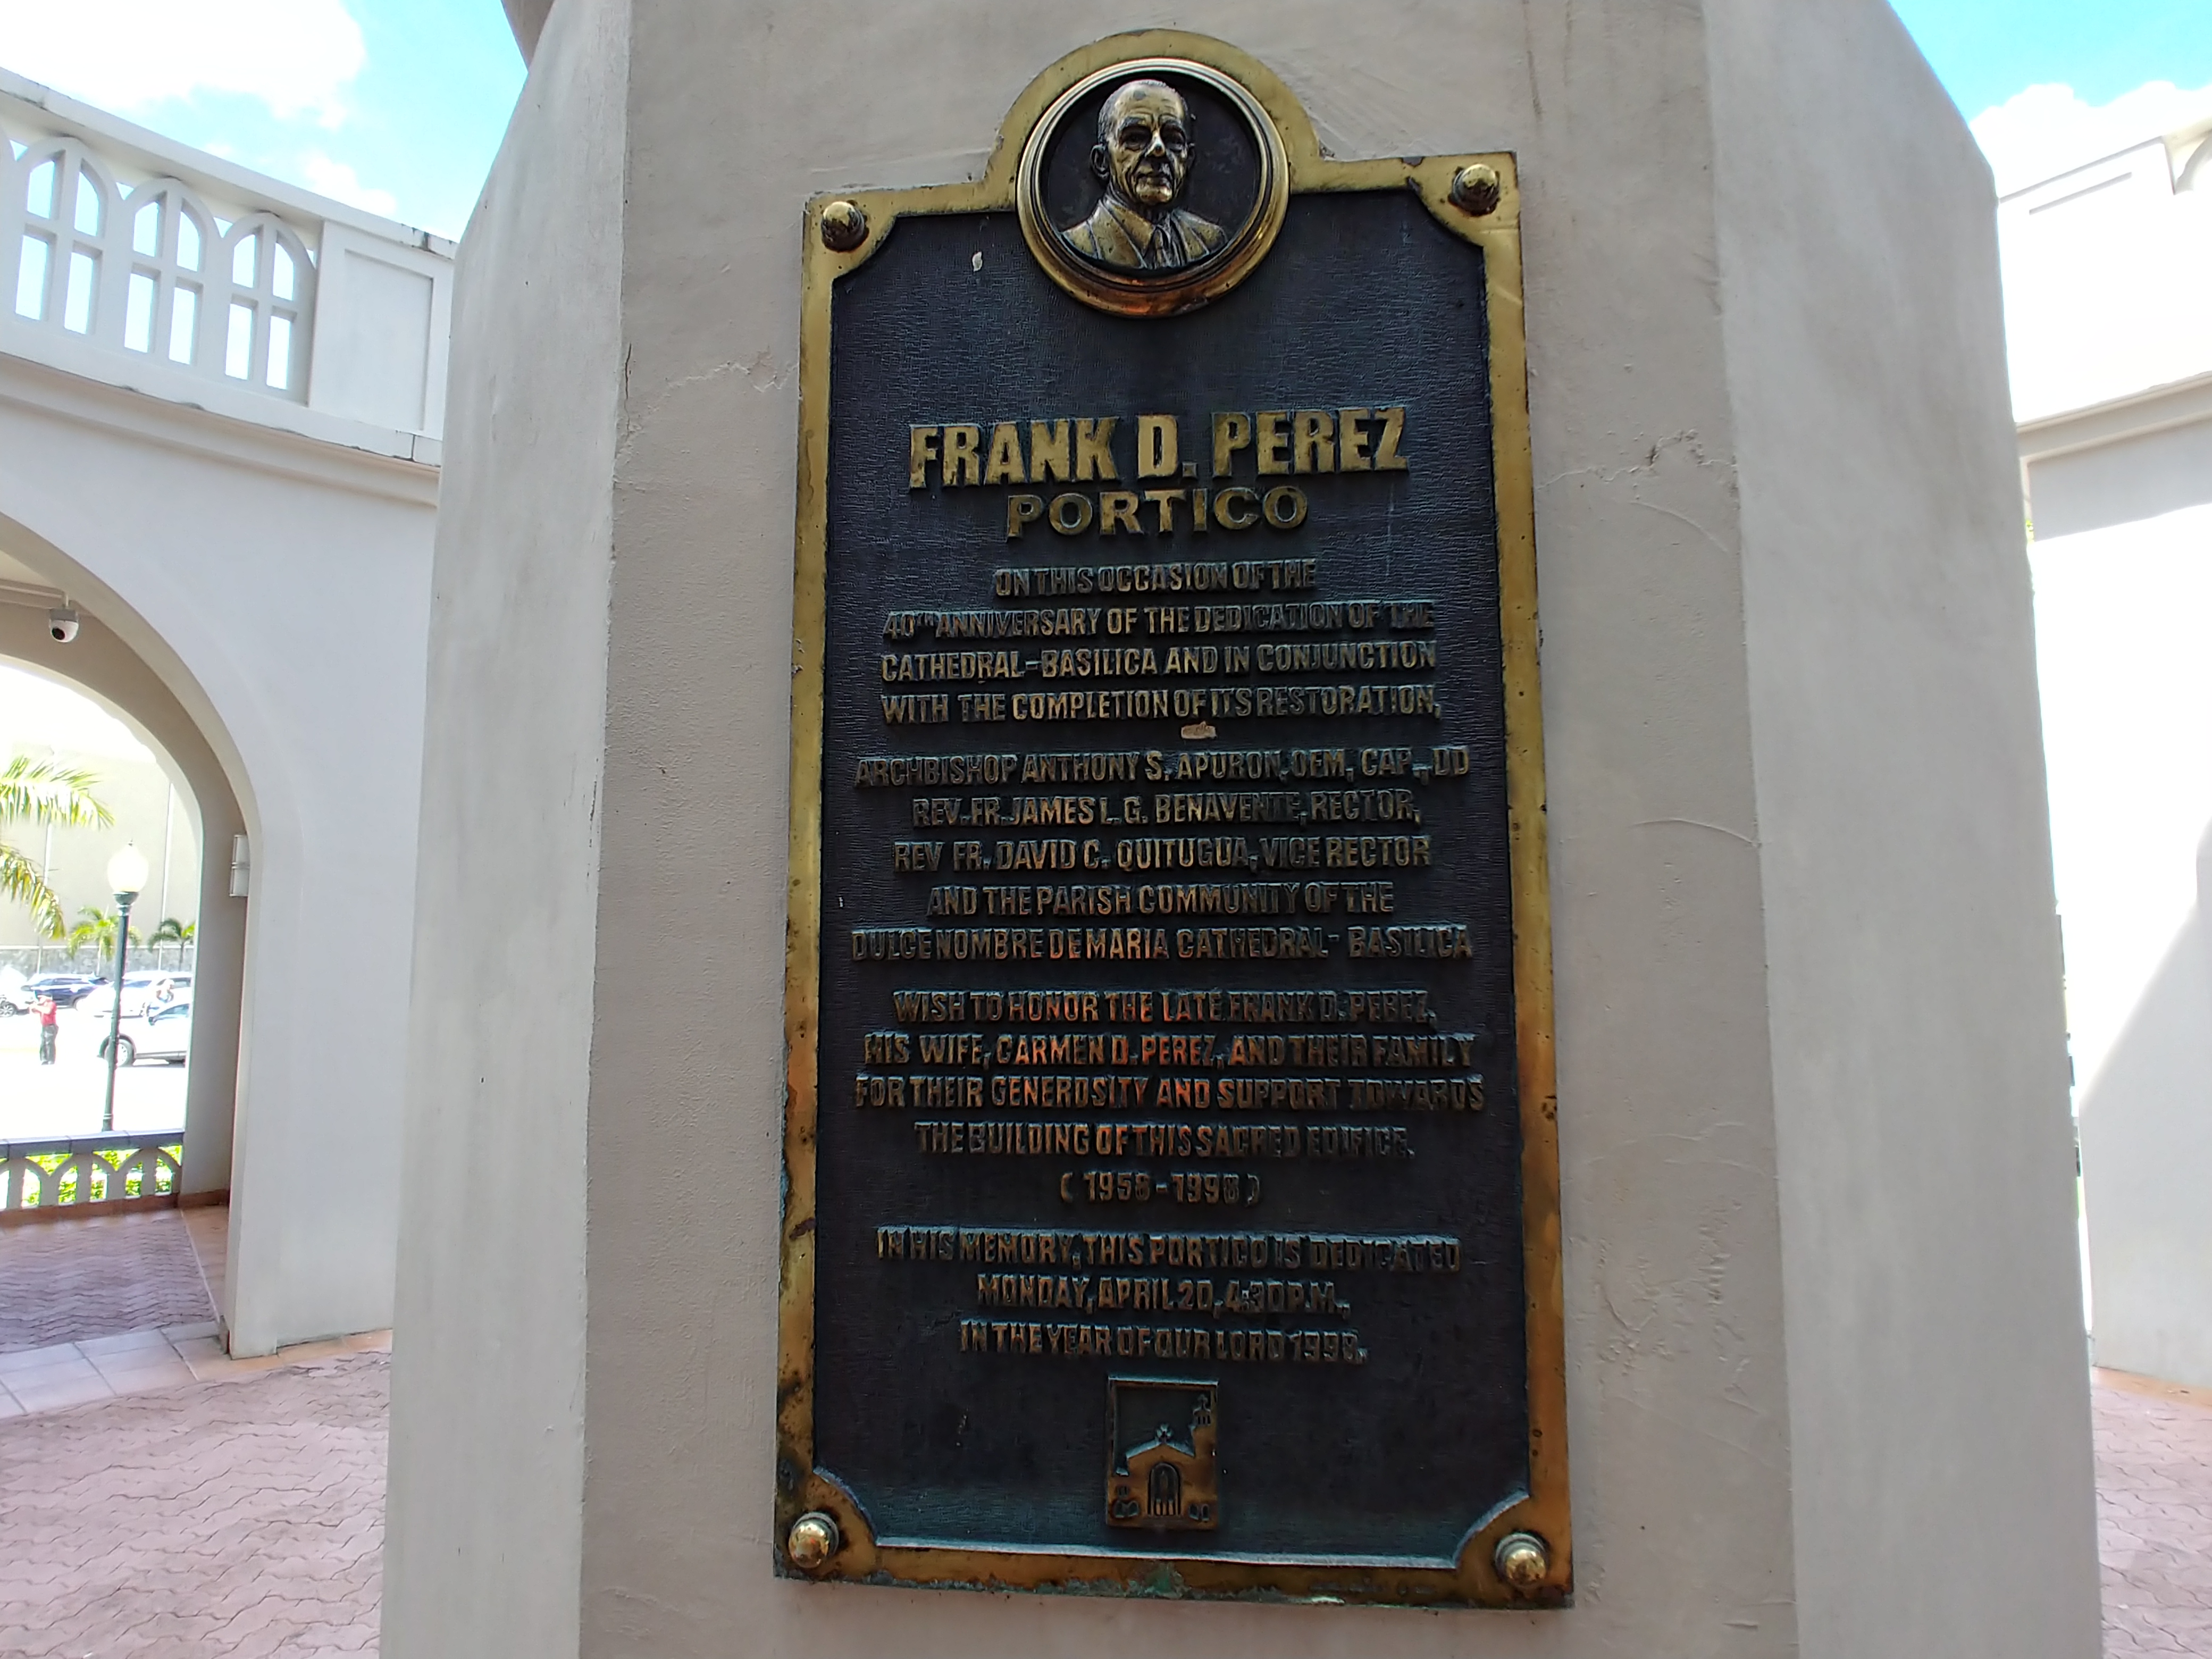 FRANK D. PEREZ
PORTICO
ON THIS OCCASION OF THE
40TH ANNIVERSARY OF THE DEDICATION OF THE
CATHEDRAL-BASILICA AND IN CONJUNCTION
WITH THE COMPLETION OF ITS RESTORATION,
ARCHBISHOP ANTHONY S. APURON, OFM, CAP., DD
REV. FR. JAMES L.G. BENAVENTE, RECTOR,
REV FR. DAVID C. QUITUGUA, VICE RECTOR
AND THE PARISH COMMUNITY OF THE
DULCE NOMBRE DE MARIA CATHEDRAL - BASILICA
WISH TO HONOR THE LATE FRANK D. PEREZ,
HIS WIFE, CARMEN D. PEREZ, AND THEIR FAMILY
FOR THEIR GENEROSITY AND SUPPORT TOWARDS
THE BUILDING OF THIS SACRED EDIFICE.
( 1958 - 1998 )
IN HIS MEMORY, THIS PORTICO IS DEDICATED
MONDAY, APRIL 20, 4:30 P.M.,
IN THE YEAR OF OUR LORD 1998.